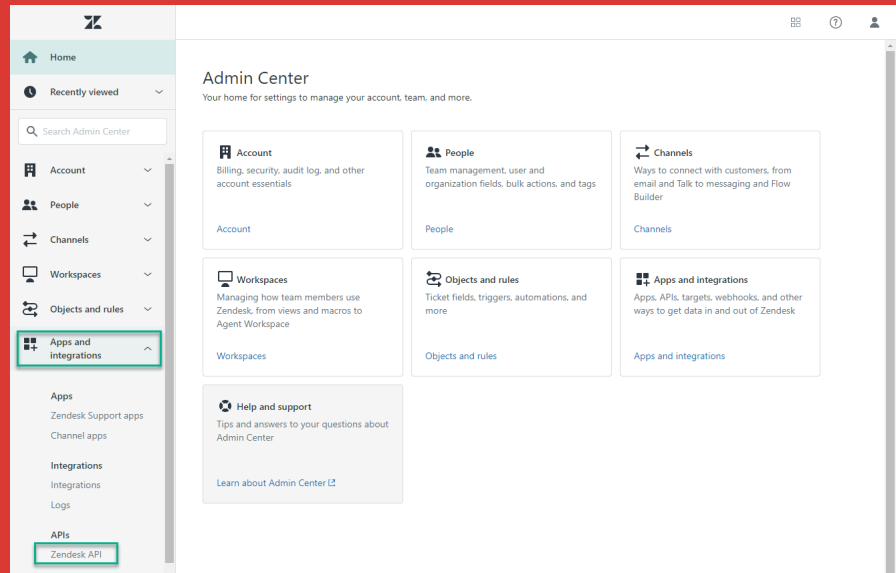 Home
Recently viewed
Search Admin Center
Account
People
Channels
Workspaces
Objects and rules
Apps and
integrations
Apps
Zendesk Support apps
Channel apps
Integrations
Integrations
Logs
APIs
Zendesk API
Admin Center
Your home for settings to manage your account, team, and more.
Account
Billing, security, audit log, and other
account essentials
Account
People
Team management, user and
organization fields, bulk actions, and tags
People
Channels
Ways to connect with customers, from
email and Talk to messaging and Flow
Builder
Channels
Workspaces
Managing how team members use
Zendesk, from views and macros to
Agent Workspace
Workspaces
Objects and rules
Ticket fields, triggers, automations, and
more
Objects and rules
Apps and integrations
Apps, APIs, targets, webhooks, and other
ways to get data in and out of Zendesk
Apps and integrations
Help and support
Tips and answers to your questions about
Admin Center
Learn about Admin Center